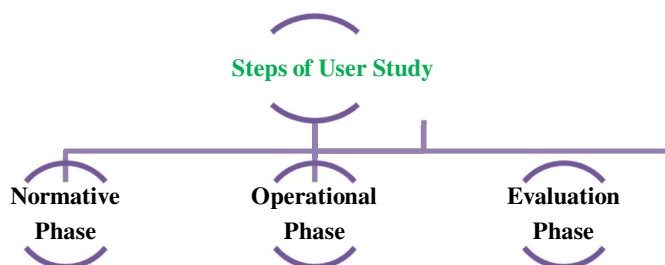 Steps of User Study
Normative
Phase
Operational
Phase
Evaluation
Phase